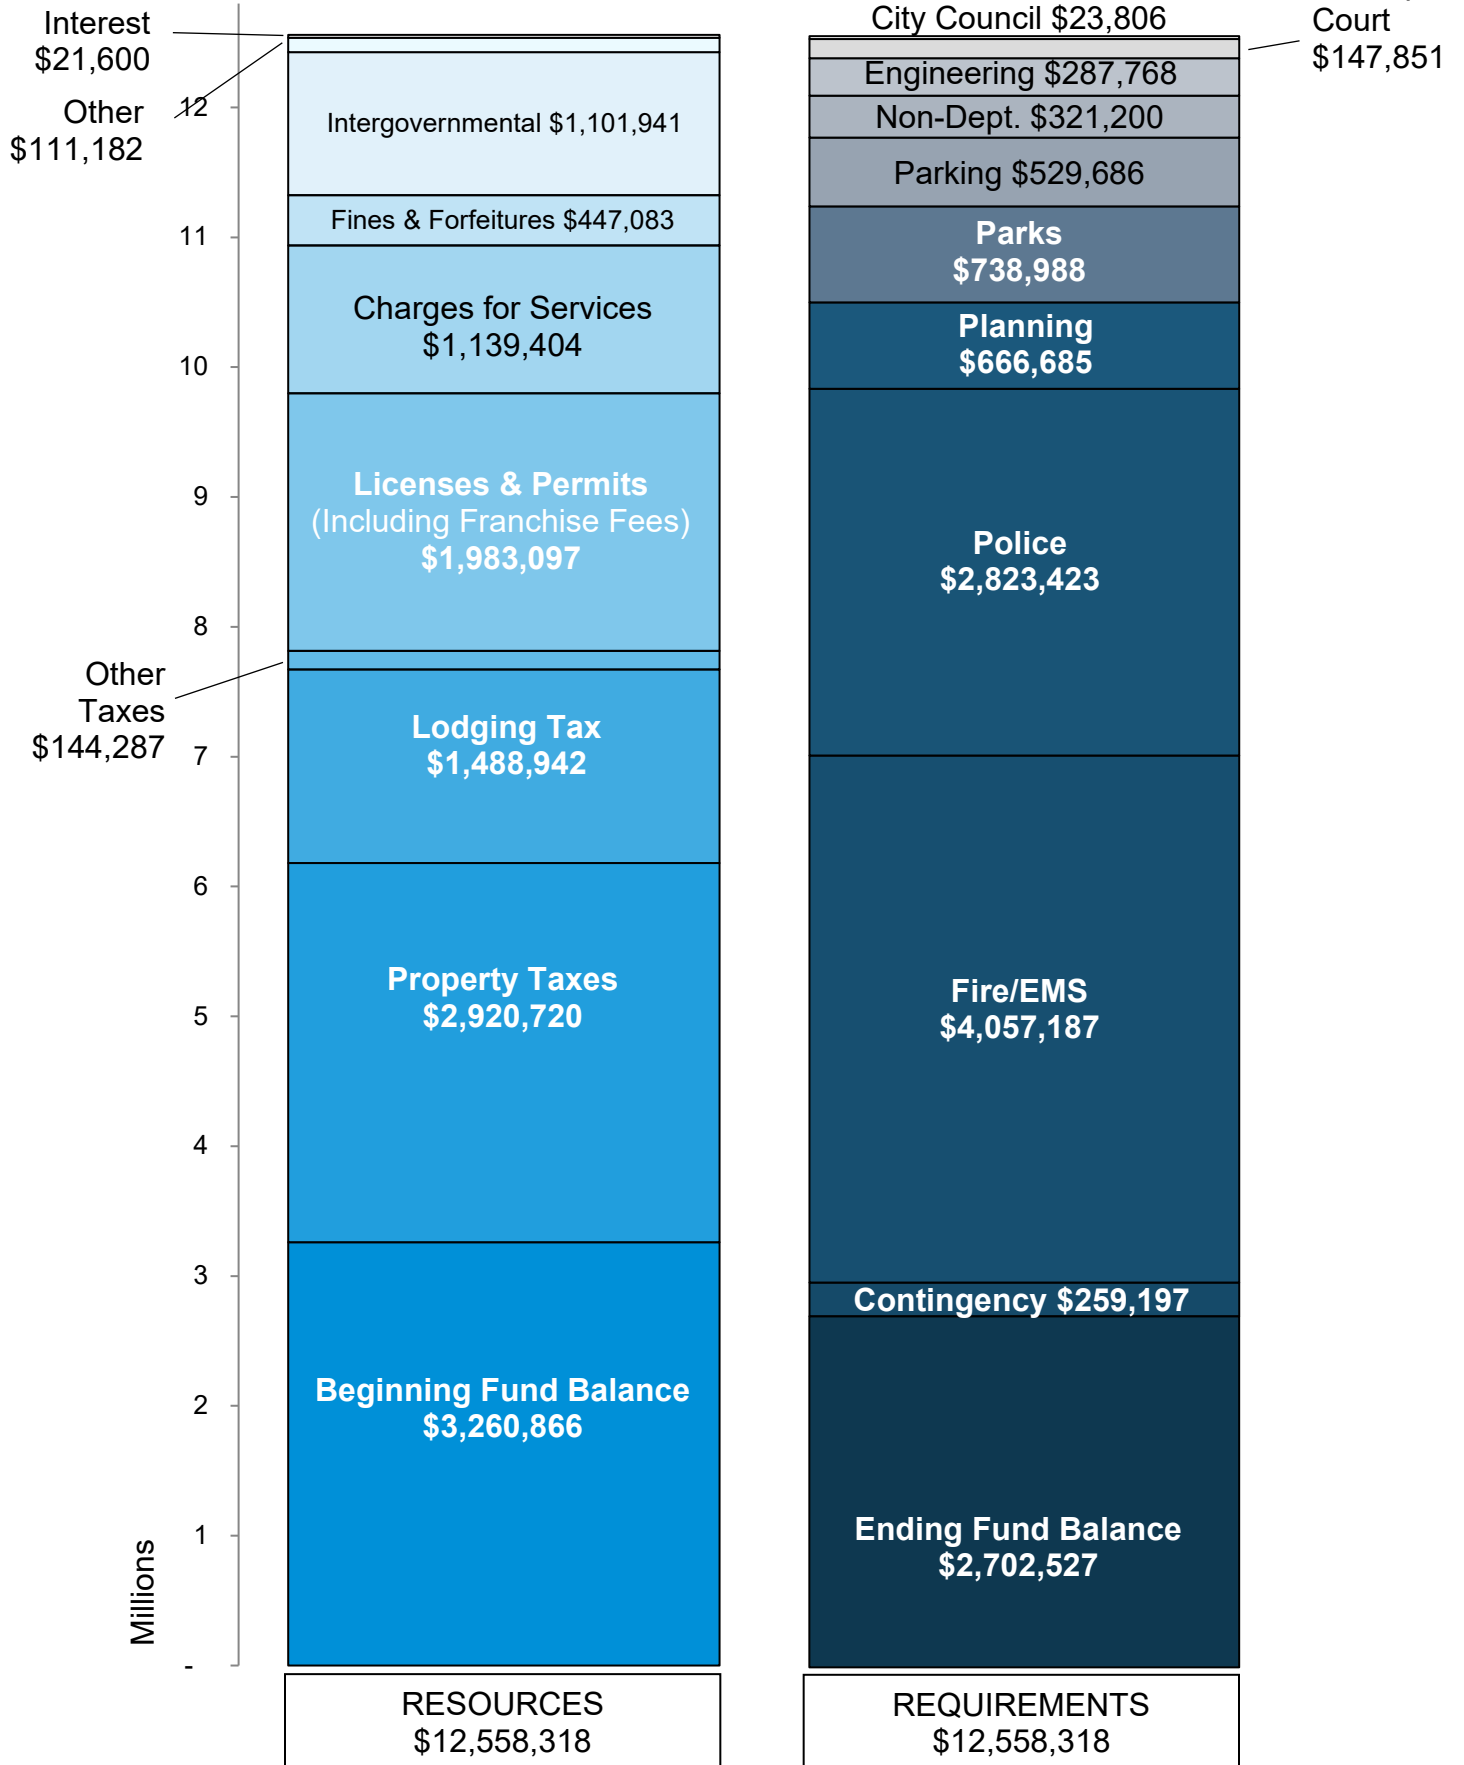 Interest
$21,600
Other
$111,182
12
11
10
9
8
7
6
5
4
3
2
1
-
Millions
Other
Taxes
$144,287
Intergovernmental $1,101,941
Fines & Forfeitures $447,083
Charges for Services
$1,139,404
Licenses & Permits
(Including Franchise Fees)
$1,983,097
Lodging Tax
$1,488,942
Property Taxes
$2,920,720
Beginning Fund Balance
$3,260,866
RESOURCES
$12,558,318
City Council $23,806
Court
$147,851
Engineering $287,768
Non-Dept. $321,200
Parking $529,686
Parks
$738,988
Planning
$666,685
Police
$2,823,423
Fire/EMS
$4,057,187
Contingency $259,197
Ending Fund Balance
$2,702,527
REQUIREMENTS
$12,558,318